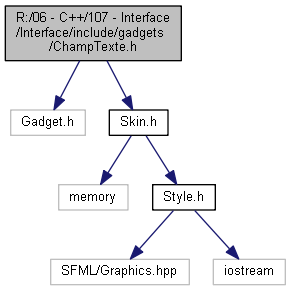 R:/06 - C++/107 - Interface
/Interface/include/gadgets
/ChampTexte.h
Gadget.h
Skin.h
memory
Style.h
SFML/Graphics.hpp
iostream